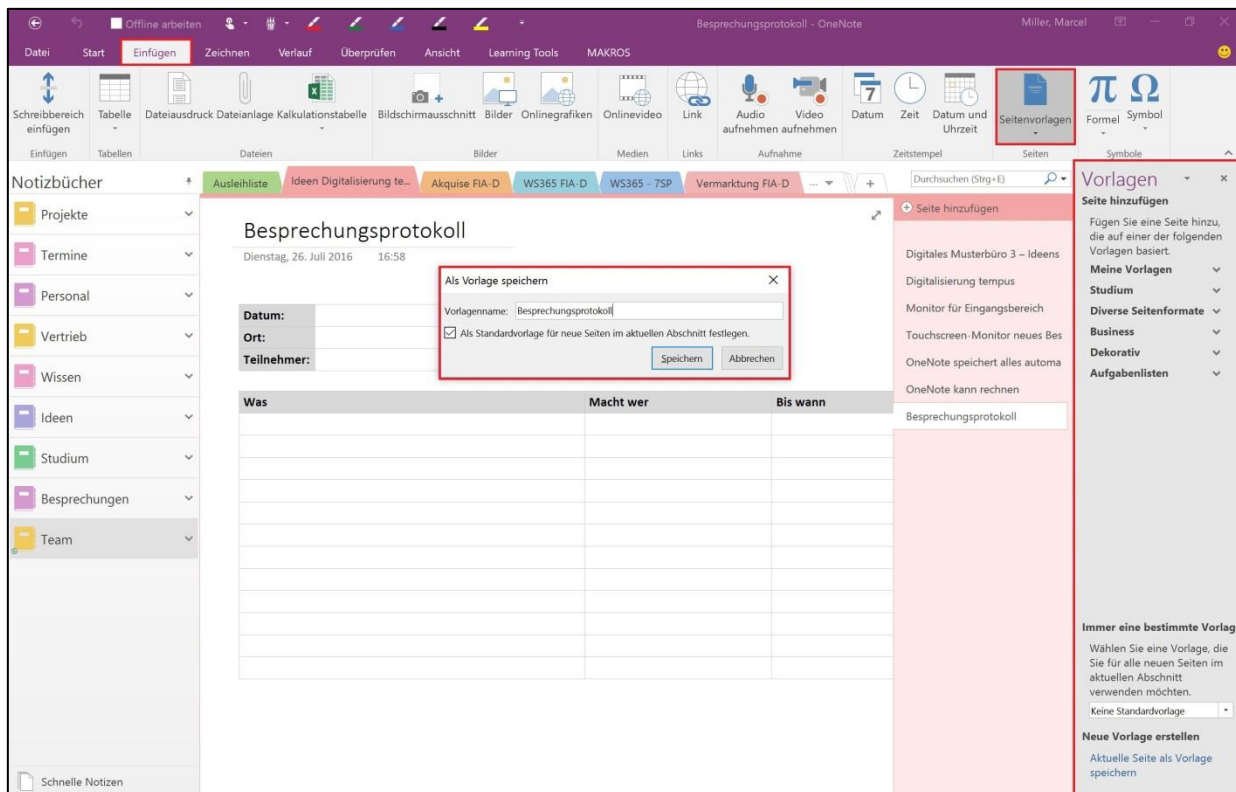 Offline arbeiten
Besprechungsprotokoll - OneNote
Miller, Marcel
Datei Start Einfügen Zeichnen Verlauf Überprüfen Ansicht Learning Tools MAKROS
Schreibbereich einfügen
Tabelle
Dateiausdruck
Dateianlage
Kalkulationstabelle
Bildschirmausschnitt
Bilder
Onlinegrafiken
Onlinevideo
Link
Audio aufnehmen
Video aufnehmen
7
Datum
Zeit
Datum und Uhrzeit
Seitenvorlagen
π
Formel
Ω
Symbol
Einfügen Tabellen Dateien Bilder Medien Links Aufnahme Zeitstempel Seiten Symbole
Notizbücher
Projekte
Termine
Personal
Vertrieb
Wissen
Ideen
Studium
Besprechungen
Team
Schnelle Notizen
Ausleihliste Ideen Digitalisierung te... Akquise FIA-D WS365 FIA-D WS365 - 7SP Vermarktung FIA-D ... +
Durchsuchen (Strg+E)
Besprechungsprotokoll
Dienstag, 26. Juli 2016 16:58
Datum:
Ort:
Teilnehmer:
Was Macht wer Bis wann
Als Vorlage speichern
Vorlagenname: Besprechungsprotokoll
Als Standardvorlage für neue Seiten im aktuellen Abschnitt festlegen.
Speichern Abbrechen
Seite hinzufügen
Digitales Musterbüro 3 – Ideens
Digitalisierung tempus
Monitor für Eingangsbereich
Touchscreen-Monitor neues Bes
OneNote speichert alles automa
OneNote kann rechnen
Besprechungsprotokoll
Vorlagen
Seite hinzufügen
Fügen Sie eine Seite hinzu,
die auf einer der folgenden
Vorlagen basiert.
Meine Vorlagen
Studium
Diverse Seitenformate
Business
Dekorativ
Aufgabenlisten
Immer eine bestimmte Vorlag
Wählen Sie eine Vorlage, die
Sie für alle neuen Seiten im
aktuellen Abschnitt
verwenden möchten.
Keine Standardvorlage
Neue Vorlage erstellen
Aktuelle Seite als Vorlage
speichern